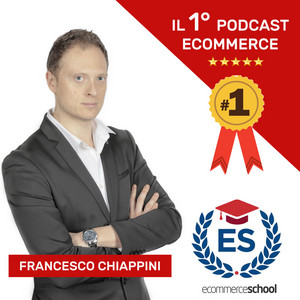 IL 1° PODCAST
ECOMMERCE
#1
FRANCESCO CHIAPPINI
ES
ecommerceschool